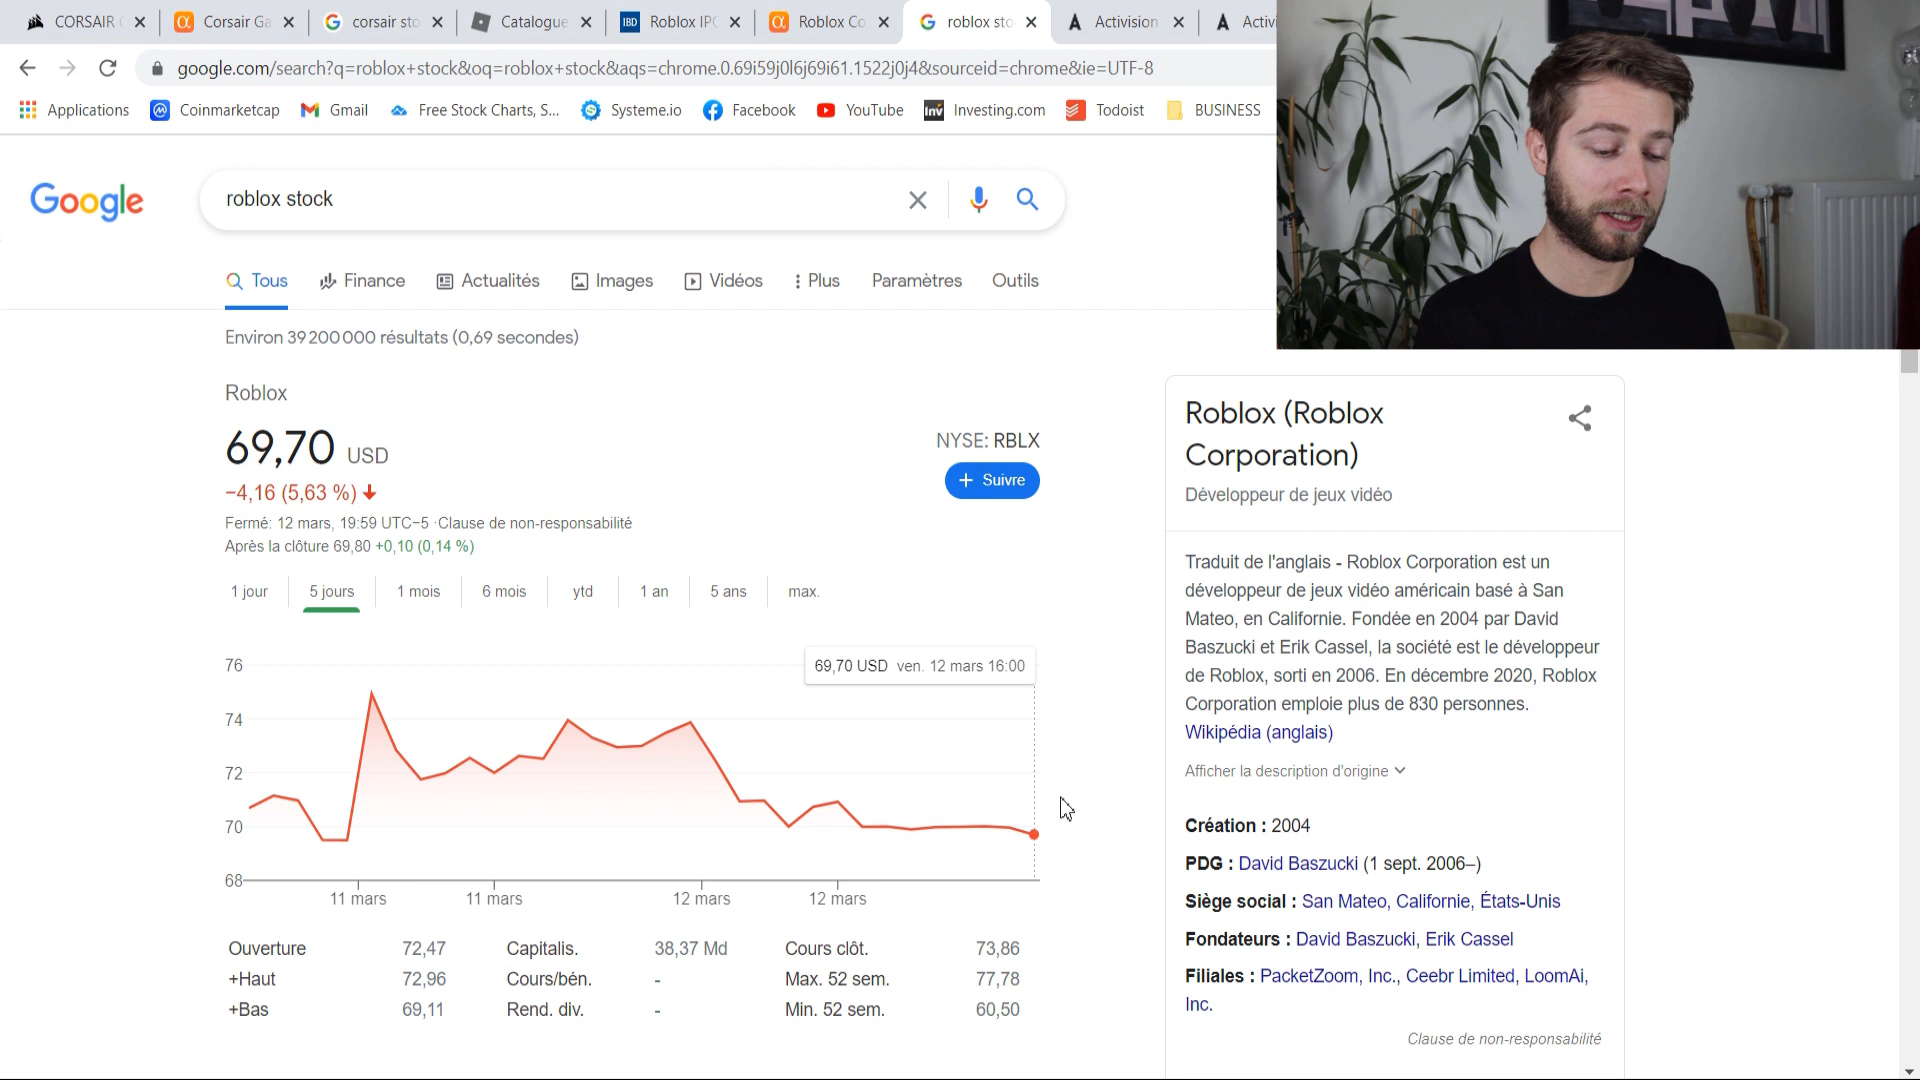 CORSAIR
Corsair Ga
corsair sto
Catalogue
IBD
Roblox IPO
Roblox Co
roblox sto
Activision
Activi
google.com/search?q=roblox+stock&oq=roblox+stock&aqs=chrome.0.69i59j0l6j69i61.1522j0j4&sourceid=chrome&ie=UTF-8
Applications
Coinmarketcap
Gmail
Free Stock Charts, S...
Systeme.io
Facebook
YouTube
Inv
Investing.com
Todoist
BUSINESS
Google
roblox stock
Tous
Finance
Actualités
Images
Vidéos
Plus
Paramètres
Outils
Environ 39 200 000 résultats (0,69 secondes)
Roblox
69,70 USD
NYSE: RBLX
−4,16 (5,63 %)
+ Suivre
Fermé: 12 mars, 19:59 UTC−5 ·Clause de non-responsabilité
Après la clôture 69,80 +0,10 (0,14 %)
1 jour
5 jours
1 mois
6 mois
ytd
1 an
5 ans
max.
69,70 USD ven. 12 mars 16:00
76
74
72
70
68
11 mars
11 mars
12 mars
12 mars
Ouverture 72,47 Capitalis. 38,37 Md Cours clôt. 73,86
+Haut 72,96 Cours/bén. - Max. 52 sem. 77,78
+Bas 69,11 Rend. div. - Min. 52 sem. 60,50
Roblox (Roblox
Corporation)
Développeur de jeux vidéo
Traduit de l'anglais - Roblox Corporation est un
développeur de jeux vidéo américain basé à San
Mateo, en Californie. Fondée en 2004 par David
Baszucki et Erik Cassel, la société est le développeur
de Roblox, sorti en 2006. En décembre 2020, Roblox
Corporation emploie plus de 830 personnes.
Wikipédia (anglais)
Afficher la description d'origine
Création : 2004
PDG : David Baszucki (1 sept. 2006–)
Siège social : San Mateo, Californie, États-Unis
Fondateurs : David Baszucki, Erik Cassel
Filiales : PacketZoom, Inc., Ceebr Limited, LoomAi,
Inc.
Clause de non-responsabilité